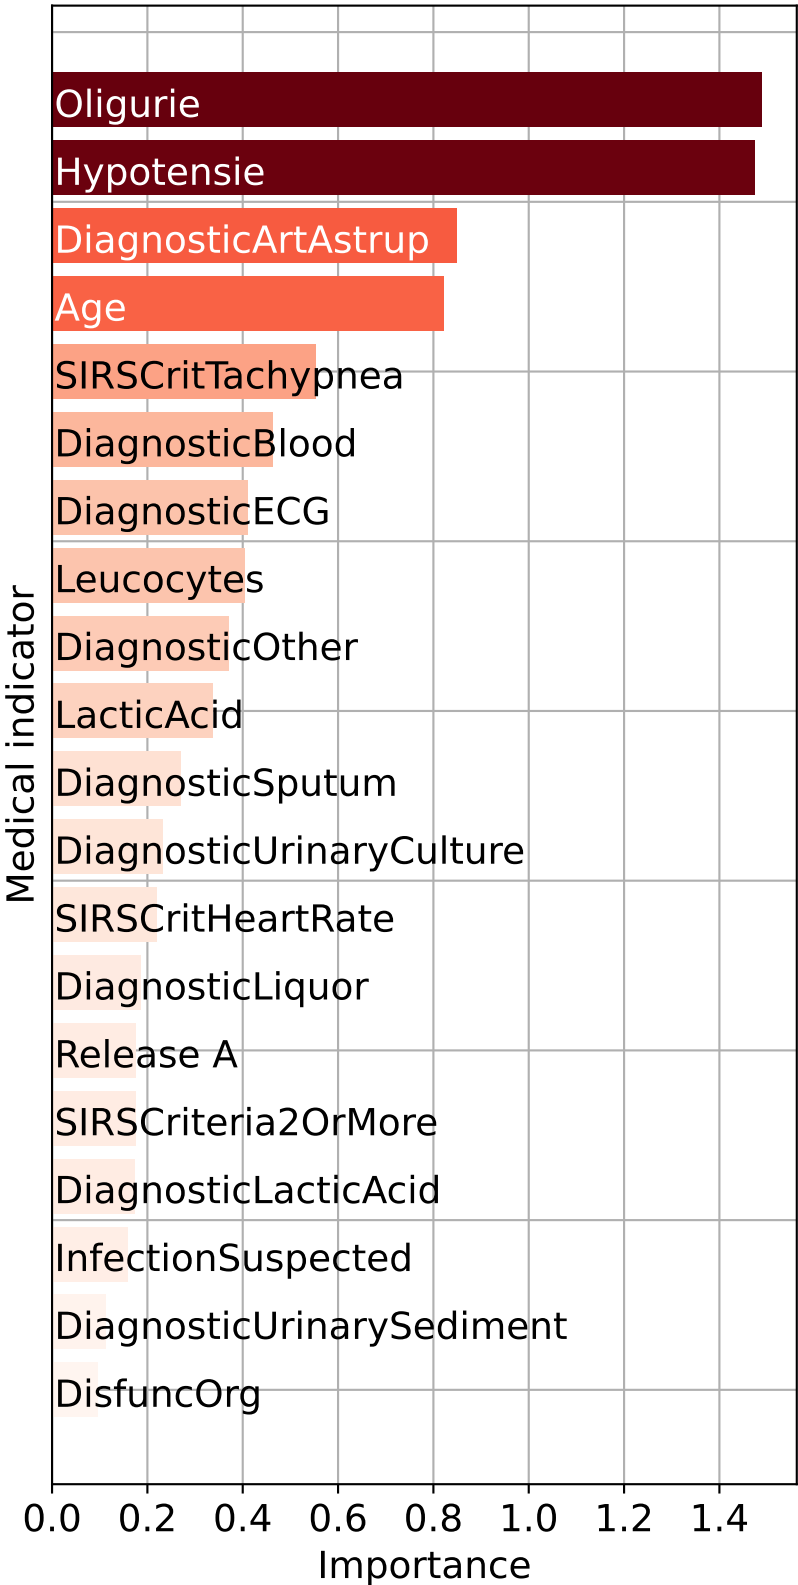 Oligurie
Hypotensie
DiagnosticArtAstrup
Age
SIRSCritTachypnea
DiagnosticBlood
DiagnosticECG
Leucocytes
DiagnosticOther
LacticAcid
DiagnosticSputum
DiagnosticUrinaryCulture
SIRSCritHeartRate
DiagnosticLiquor
Release A
SIRSCriteria2OrMore
DiagnosticLacticAcid
InfectionSuspected
DiagnosticUrinarySediment
DisfuncOrg
Medical indicator
0.0 0.2 0.4 0.6 0.8 1.0 1.2 1.4
Importance